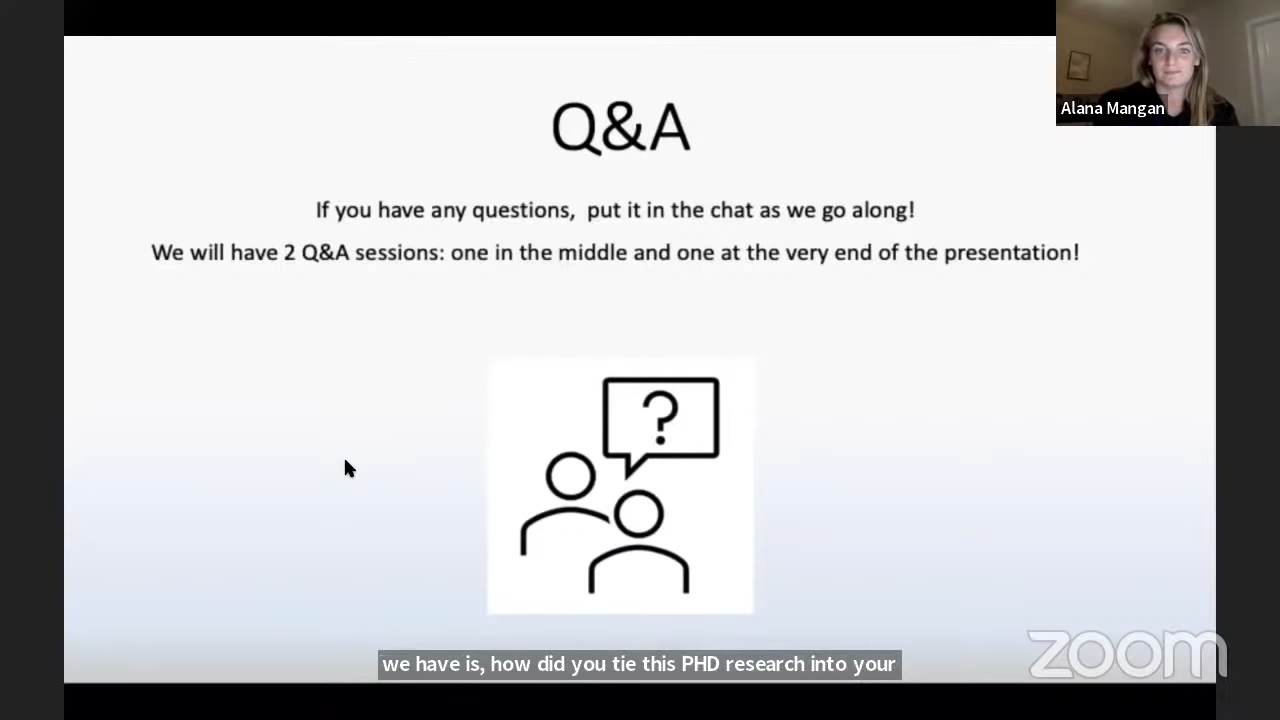 Alana Mangan
Q&A
If you have any questions,  put it in the chat as we go along!
We will have 2 Q&A sessions: one in the middle and one at the very end of the presentation!
?
we have is, how did you tie this PHD research into your
zoom